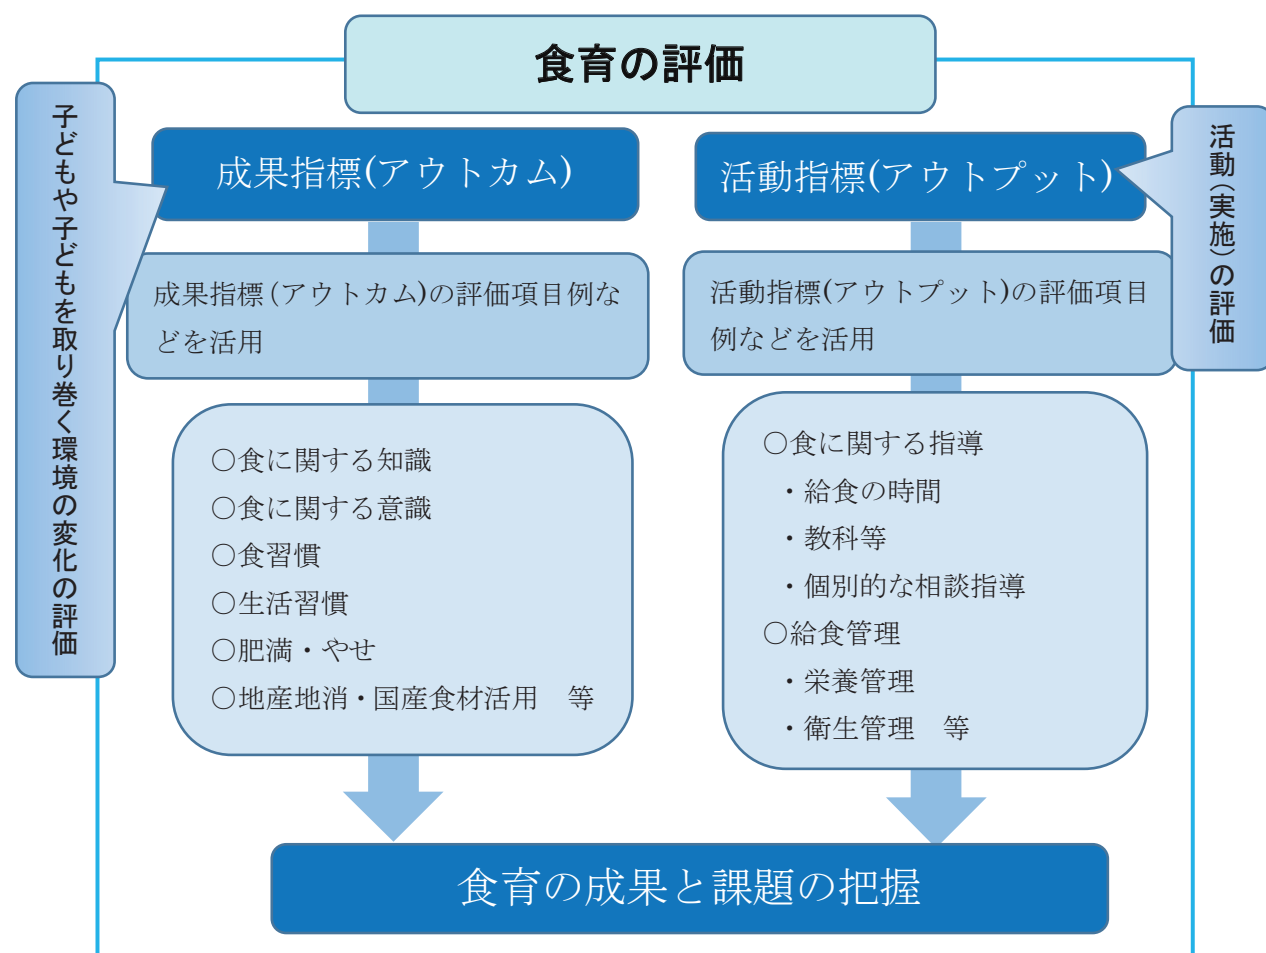 食育の評価
子どもや子どもを取り巻く環境の変化の評価
成果指標(アウトカム)
成果指標(アウトカム)の評価項目例な
どを活用
○食に関する知識
○食に関する意識
○食習慣
○生活習慣
○肥満・やせ
○地産地消・国産食材活用　等
活動(実施)の評価
活動指標(アウトプット)
活動指標(アウトプット)の評価項目
例などを活用
○食に関する指導
・給食の時間
・教科等
・個別的な相談指導
○給食管理
・栄養管理
・衛生管理　等
食育の成果と課題の把握